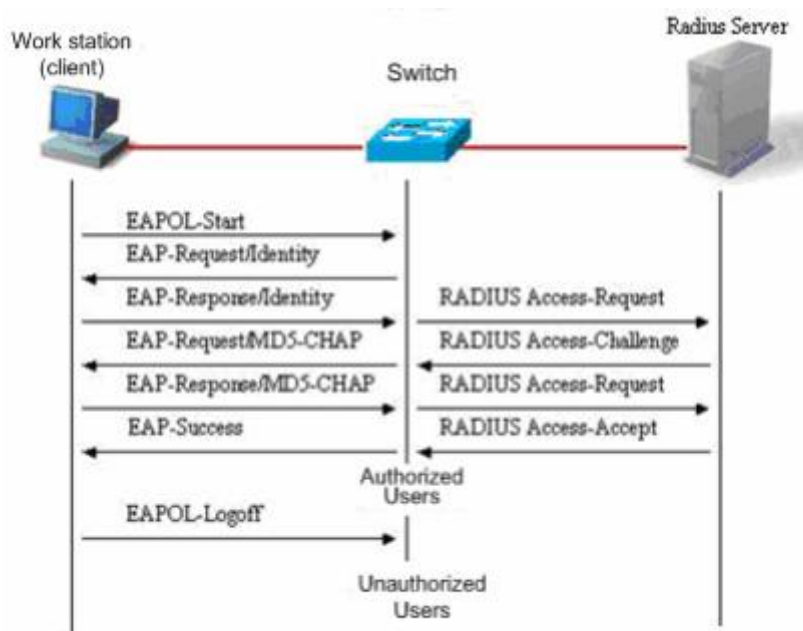 Radius Server
Work station
(client)
Switch
EAPOL-Start
EAP-Request/Identity
EAP-Response/Identity
RADIUS Access-Request
EAP-Request/MD5-CHAP
RADIUS Access-Challenge
EAP-Response/MD5-CHAP
RADIUS Access-Request
EAP-Success
RADIUS Access-Accept
Authorized
Users
EAPOL-Logoff
Unauthorized
Users